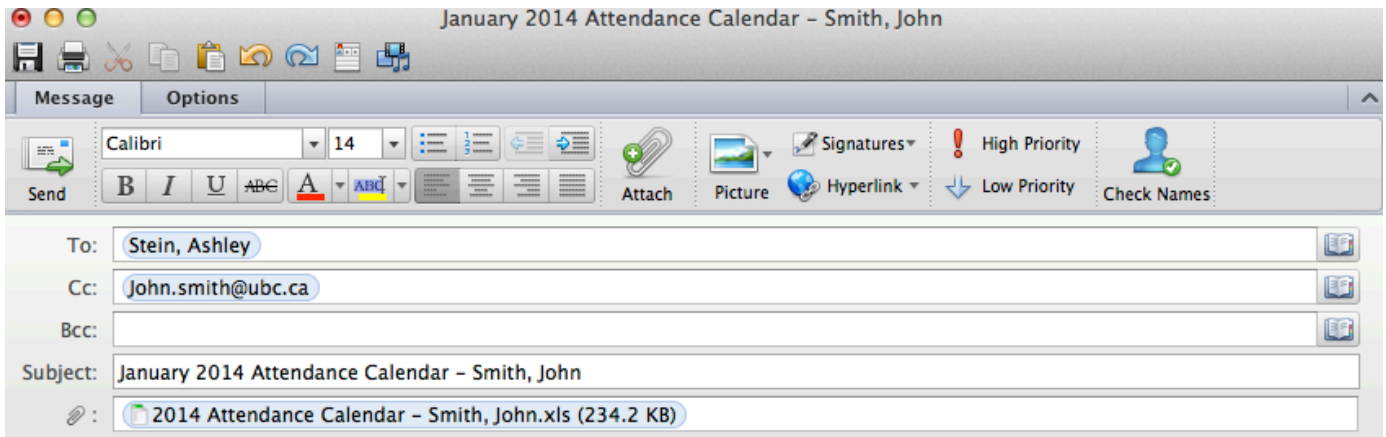 January 2014 Attendance Calendar – Smith, John
Message Options
Calibri 14 Signatures High Priority
Send B I U ABC A ABC Attach Picture Hyperlink Low Priority Check Names
To: Stein, Ashley
Cc: John.smith@ubc.ca
Bcc:
Subject: January 2014 Attendance Calendar – Smith, John
: 2014 Attendance Calendar – Smith, John.xls (234.2 KB)